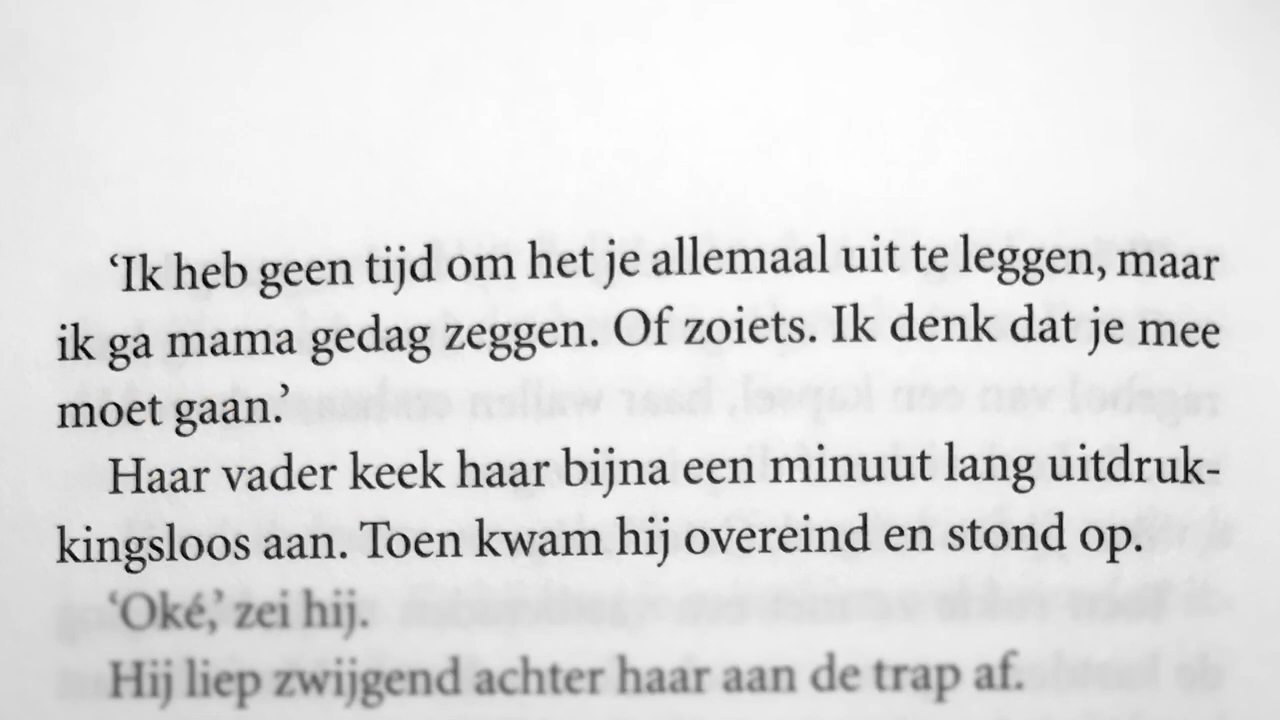 ‘Ik heb geen tijd om het je allemaal uit te leggen, maar
ik ga mama gedag zeggen. Of zoiets. Ik denk dat je mee
moet gaan.’
Haar vader keek haar bijna een minuut lang uitdruk-
kingsloos aan. Toen kwam hij overeind en stond op.
‘Oké,’ zei hij.
Hij liep zwijgend achter haar aan de trap af.